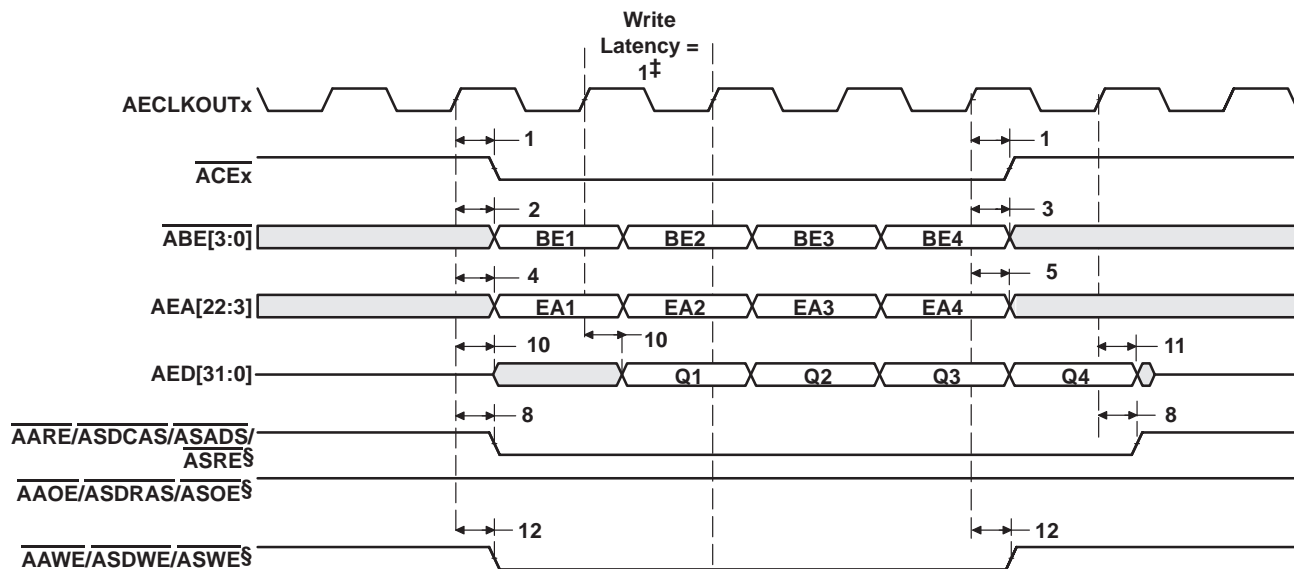 Write
Latency =
1‡
AECLKOUTx
1 1
ACEx
2 3
ABE[3:0] BE1 BE2 BE3 BE4
4 5
AEA[22:3] EA1 EA2 EA3 EA4
10 10 11
AED[31:0] Q1 Q2 Q3 Q4
8 8
AARE/ASDCAS/ASADS/
ASRE§
AAOE/ASDRAS/ASOE§
12 12
AAWE/ASDWE/ASWE§